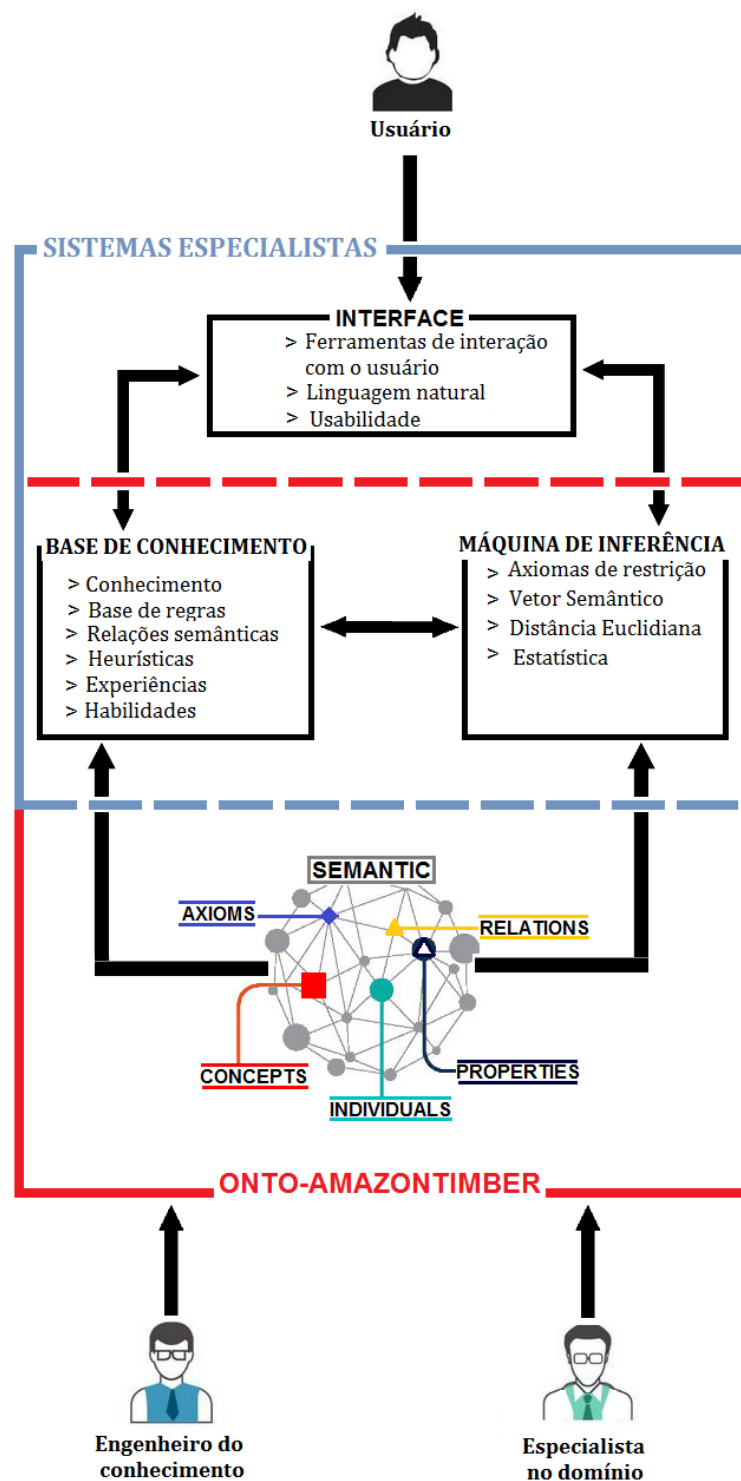 Usuário
SISTEMAS ESPECIALISTAS
INTERFACE
> Ferramentas de interação
com o usuário
> Linguagem natural
> Usabilidade
BASE DE CONHECIMENTO
> Conhecimento
> Base de regras
> Relações semânticas
> Heurísticas
> Experiências
> Habilidades
MÁQUINA DE INFERÊNCIA
> Axiomas de restrição
> Vetor Semântico
> Distância Euclidiana
> Estatística
SEMANTIC
AXIOMS
RELATIONS
CONCEPTS
PROPERTIES
INDIVIDUALS
ONTO-AMAZONTIMBER
Engenheiro do
conhecimento
Especialista
no domínio